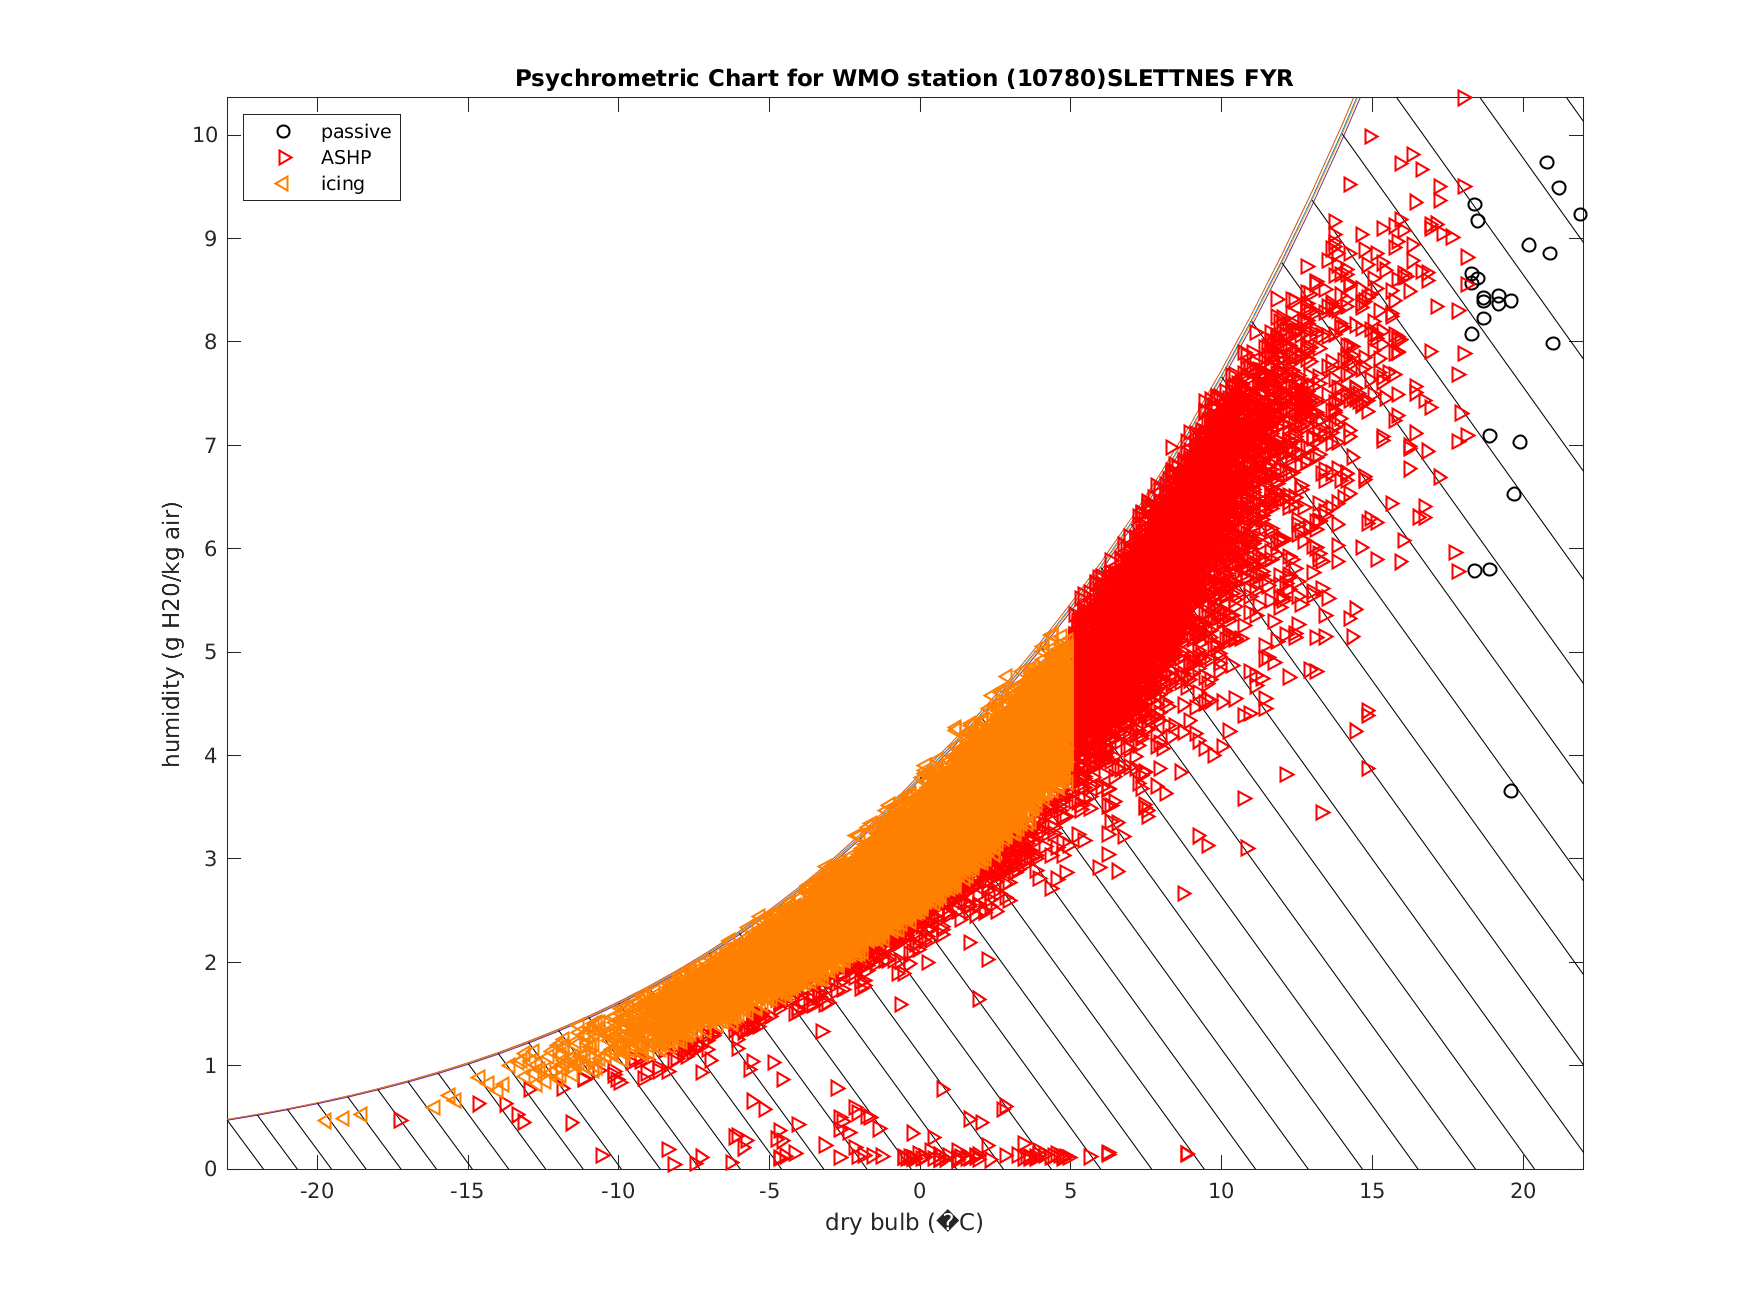 Psychrometric Chart for WMO station (10780)SLETTNES FYR
passive
ASHP
icing
10
9
8
7
6
5
4
3
2
1
0
humidity (g H20/kg air)
-20 -15 -10 -5 0 5 10 15 20
dry bulb (�C)